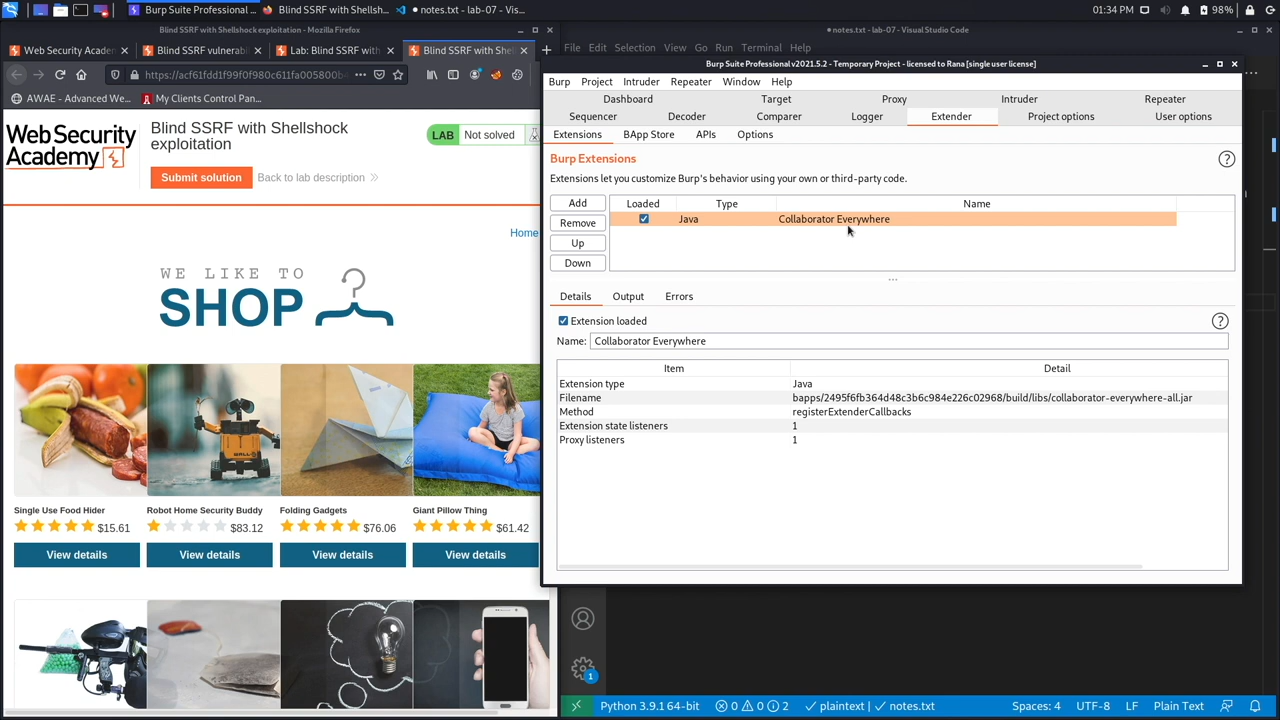 Burp Suite Professional ...
Blind SSRF with Shellsh...
notes.txt - lab-07 - Vis...
01:34 PM
98%
Blind SSRF with Shellshock exploitation - Mozilla Firefox
Web Security Academ
Blind SSRF vulnerabi
Lab: Blind SSRF with
Blind SSRF with Shel
https://acf61fdd1f99f0f980c611fa005800b4
AWAE - Advanced We...
My Clients Control Pan...
Web Security
Academy
Blind SSRF with Shellshock
exploitation
LAB
Not solved
Submit solution
Back to lab description
Home
WE LIKE TO
SHOP
Single Use Food Hider
$15.61
View details
Robot Home Security Buddy
$83.12
View details
Folding Gadgets
$76.06
View details
Giant Pillow Thing
$61.42
View details
notes.txt - lab-07 - Visual Studio Code
File Edit Selection View Go Run Terminal Help
Burp Suite Professional v2021.5.2 - Temporary Project - licensed to Rana [single user license]
Burp Project Intruder Repeater Window Help
Dashboard Target Proxy Intruder Repeater
Sequencer Decoder Comparer Logger Extender Project options User options
Extensions BApp Store APIs Options
Burp Extensions
Extensions let you customize Burp's behavior using your own or third-party code.
Add
Remove
Up
Down
Loaded Type Name
Java Collaborator Everywhere
Details Output Errors
Extension loaded
Name: Collaborator Everywhere
Item Detail
Extension type Java
Filename bapps/2495f6fb364d48c3b6c984e226c02968/build/libs/collaborator-everywhere-all.jar
Method registerExtenderCallbacks
Extension state listeners 1
Proxy listeners 1
1
Python 3.9.1 64-bit 0 0 2 plaintext notes.txt Spaces: 4 UTF-8 LF Plain Text